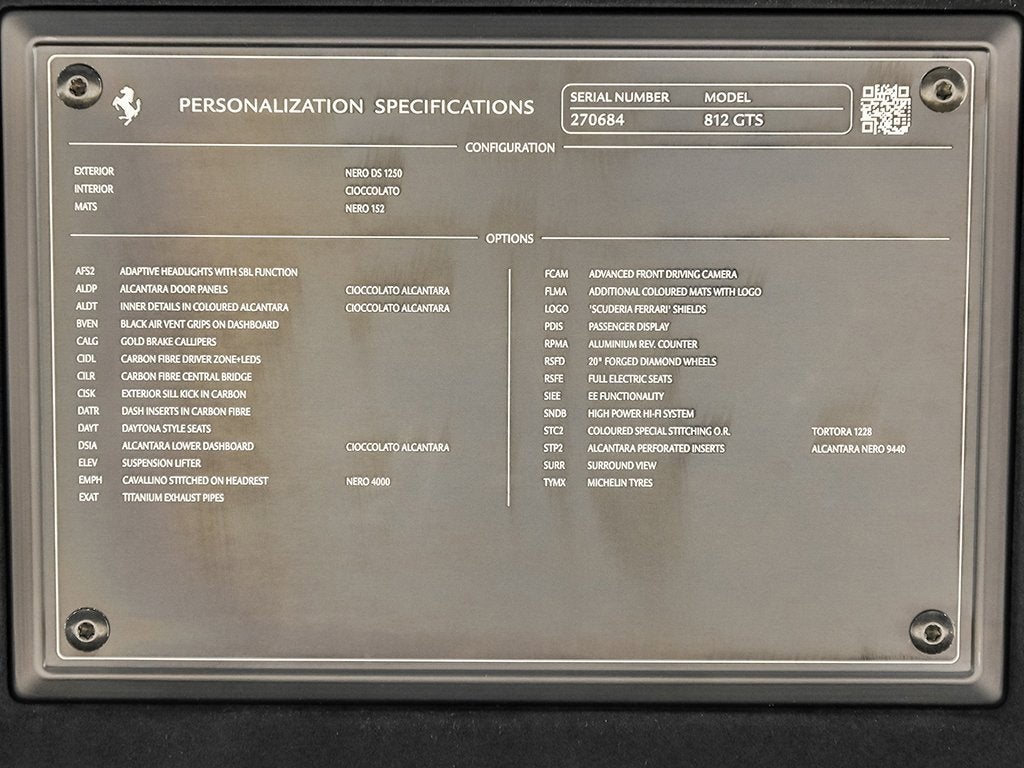 PERSONALIZATION SPECIFICATIONS
SERIAL NUMBER MODEL
270684 812 GTS
CONFIGURATION
EXTERIOR NERO DS 1250
INTERIOR CIOCCOLATO
MATS NERO 152
OPTIONS
AFS2 ADAPTIVE HEADLIGHTS WITH SBL FUNCTION
ALDP ALCANTARA DOOR PANELS CIOCCOLATO ALCANTARA
ALDT INNER DETAILS IN COLOURED ALCANTARA CIOCCOLATO ALCANTARA
BVEN BLACK AIR VENT GRIPS ON DASHBOARD
CALG GOLD BRAKE CALLIPERS
CIDL CARBON FIBRE DRIVER ZONE+LEDS
CILR CARBON FIBRE CENTRAL BRIDGE
CISK EXTERIOR SILL KICK IN CARBON
DATR DASH INSERTS IN CARBON FIBRE
DAYT DAYTONA STYLE SEATS
DSIA ALCANTARA LOWER DASHBOARD CIOCCOLATO ALCANTARA
ELEV SUSPENSION LIFTER
EMPH CAVALLINO STITCHED ON HEADREST NERO 4000
EXAT TITANIUM EXHAUST PIPES
FCAM ADVANCED FRONT DRIVING CAMERA
FLMA ADDITIONAL COLOURED MATS WITH LOGO
LOGO 'SCUDERIA FERRARI' SHIELDS
PDIS PASSENGER DISPLAY
RPMA ALUMINIUM REV. COUNTER
RSFD 20" FORGED DIAMOND WHEELS
RSFE FULL ELECTRIC SEATS
SIEE EE FUNCTIONALITY
SNDB HIGH POWER HI-FI SYSTEM
STC2 COLOURED SPECIAL STITCHING O.R. TORTORA 1228
STP2 ALCANTARA PERFORATED INSERTS ALCANTARA NERO 9440
SURR SURROUND VIEW
TYMX MICHELIN TYRES